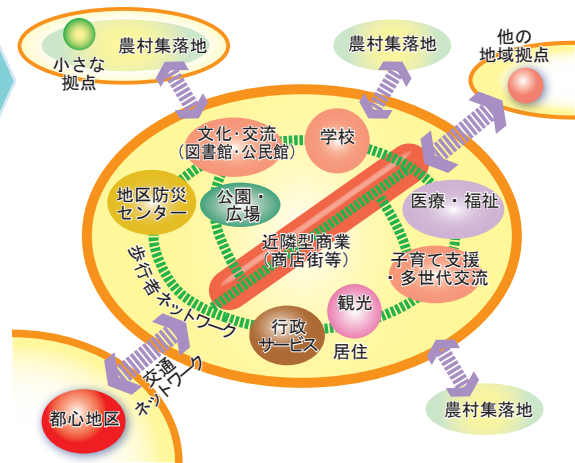 農村集落地
小さな
拠点
農村集落地
他の
地域拠点
文化・交流
(図書館・公民館)
学校
地区防災
センター
公園・
広場
医療・福祉
近隣型商業
(商店街等)
子育て支援
・多世代交流
歩行者ネットワーク
観光
行政
サービス
居住
交通
ネットワーク
都心地区
農村集落地